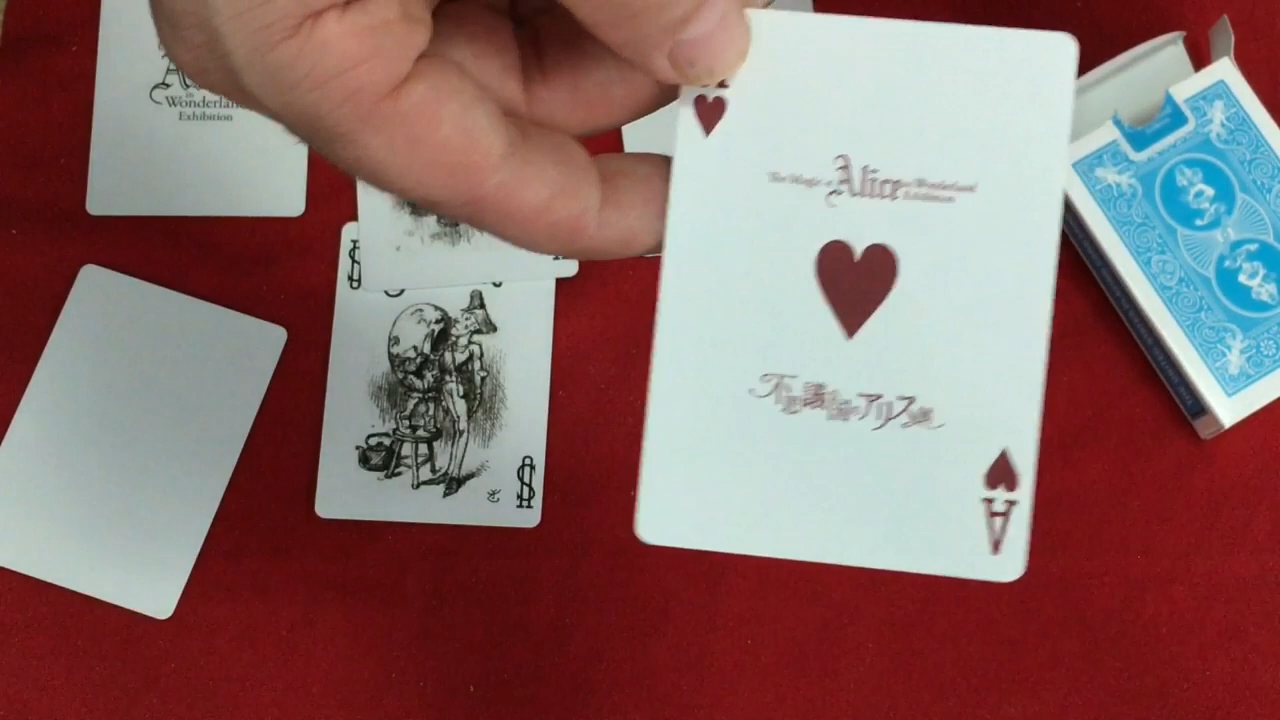 in
Wonderland
Exhibition
The Magic of Alice in Wonderland
Exhibition
不思議の国のアリス展
A